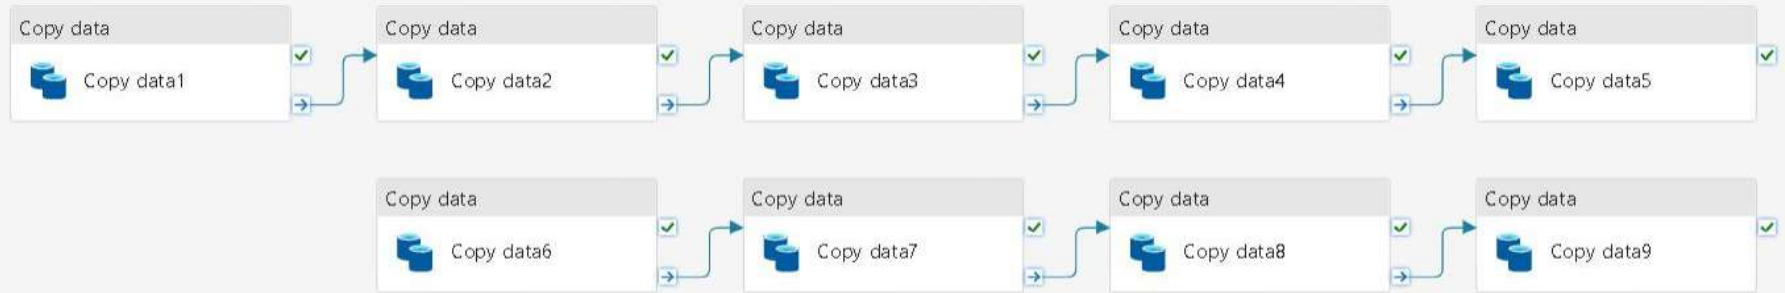 Copy data
Copy data1
Copy data
Copy data2
Copy data
Copy data3
Copy data
Copy data4
Copy data
Copy data5
Copy data
Copy data6
Copy data
Copy data7
Copy data
Copy data8
Copy data
Copy data9